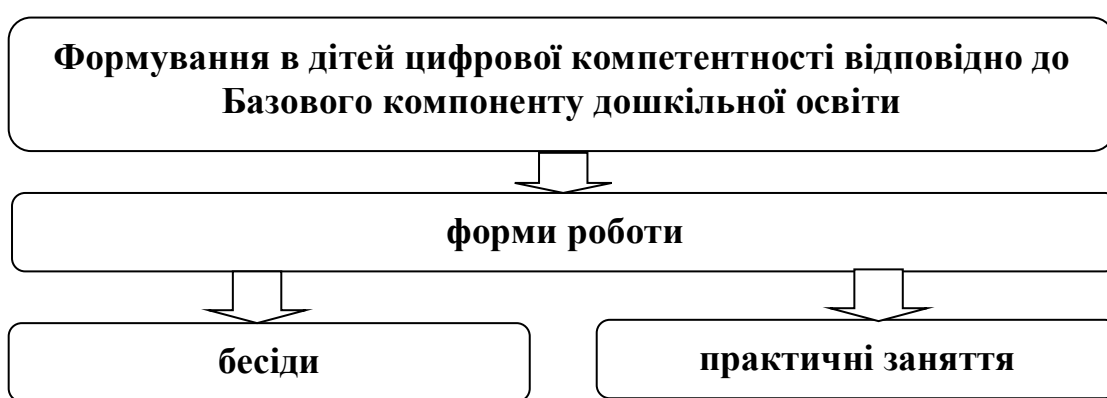 Формування в дітей цифрової компетентності відповідно до
Базового компоненту дошкільної освіти
форми роботи
бесіди
практичні заняття